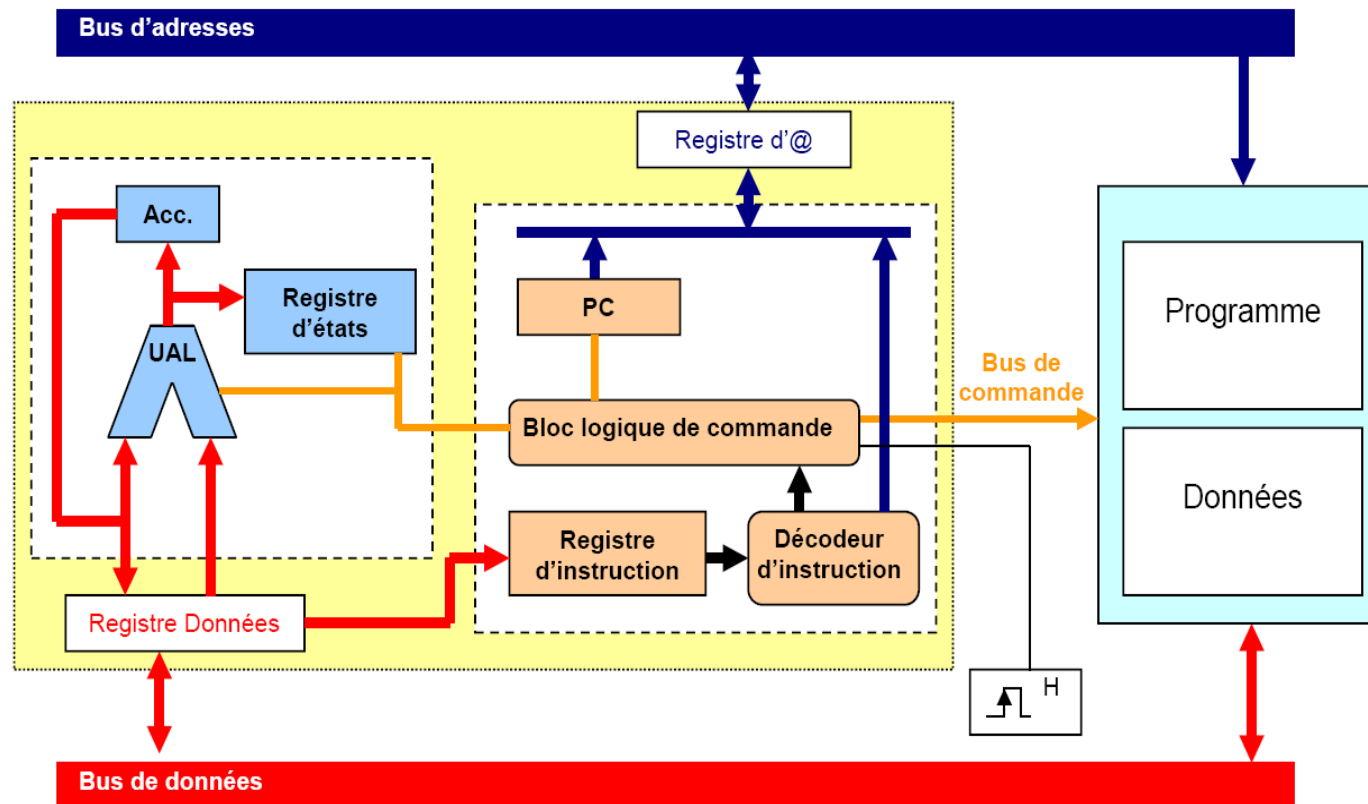 Bus d’adresses
Registre d’@
Acc.
Registre
d’états
UAL
PC
Programme
Bus de
commande
Bloc logique de commande
Données
Registre
d’instruction
Décodeur
d’instruction
Registre Données
H
Bus de données